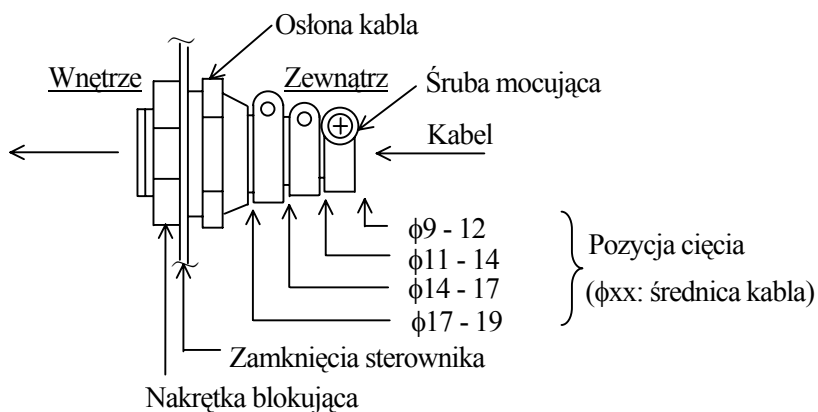 Osłona kabla
Wnętrze
Zewnątrz
Śruba mocująca
Kabel
ϕ9 - 12
ϕ11 - 14
ϕ14 - 17
ϕ17 - 19
Pozycja cięcia
(ϕxx: średnica kabla)
Zamknięcia sterownika
Nakrętka blokująca